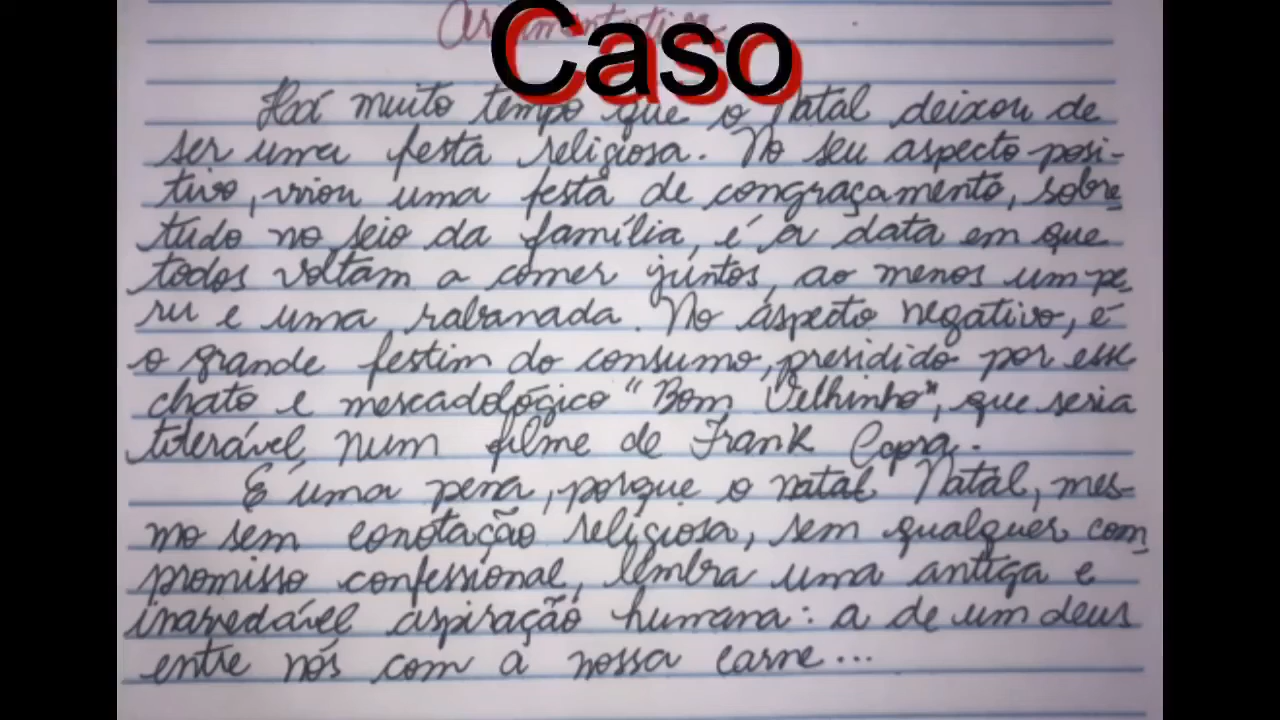 Caso
Há muito tempo que o Natal deixou de
ser uma festa religiosa. No seu aspecto posi-
tivo, virou uma festa de congraçamento, sobre
tudo no seio da família, é a data em que
todos voltam a comer juntos, ao menos um pe-
ru e uma rabanada. No aspecto negativo, é
o grande festim do consumo, presidido por esse
chato e mercadológico "Bom Velhinho", que seria
tolerável num filme de Frank Capra.
É uma pena, porque o natal Natal, mes-
mo sem conotação religiosa, sem qualquer com
promisso confessional, lembra uma antiga e
inarredável aspiração humana: a de um deus
entre nós com a nossa carne...